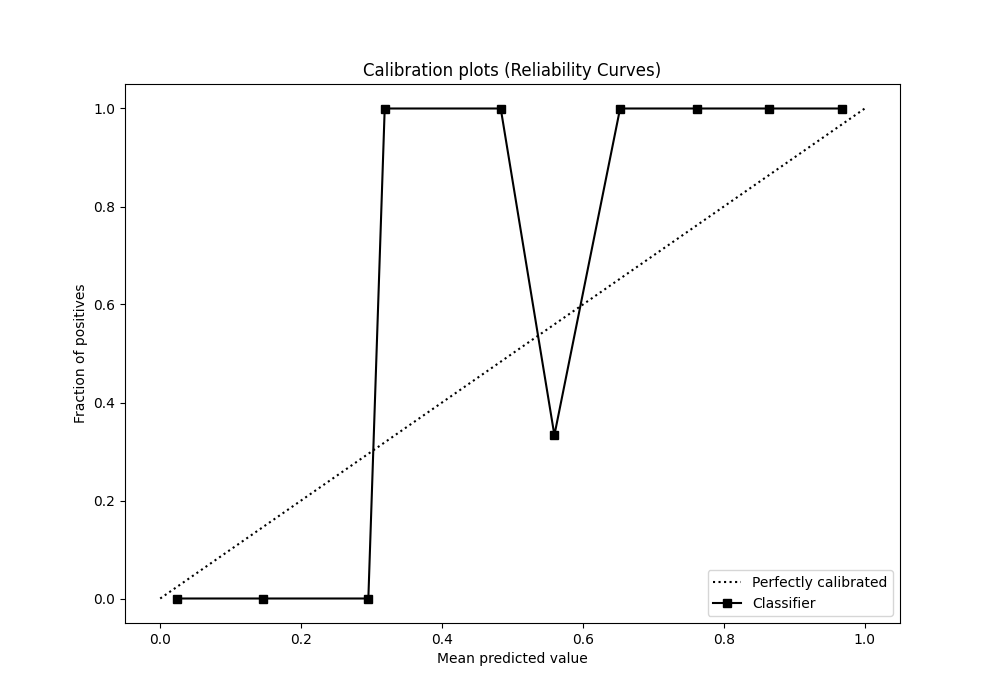 Calibration plots (Reliability Curves)
1.0
0.8
0.6
0.4
0.2
0.0
Fraction of positives
0.0 0.2 0.4 0.6 0.8 1.0
Mean predicted value
Perfectly calibrated
Classifier